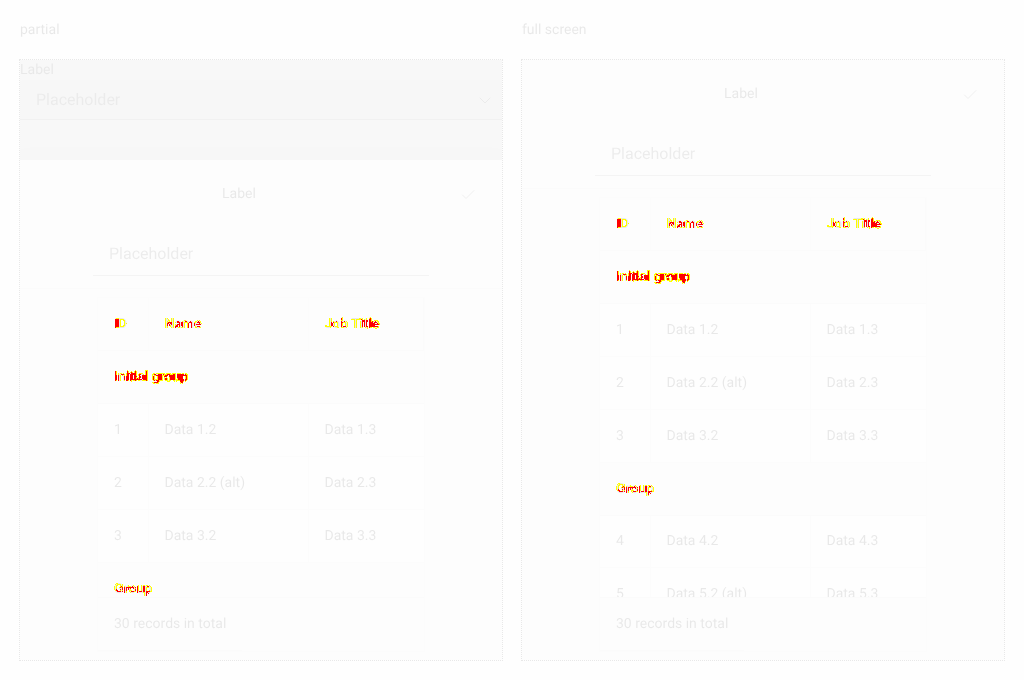 partial
Label
Placeholder
Label
Placeholder
ID Name Job Title
Initial group
1 Data 1.2 Data 1.3
2 Data 2.2 (alt) Data 2.3
3 Data 3.2 Data 3.3
Group
30 records in total
full screen
Label
Placeholder
ID Name Job Title
Initial group
1 Data 1.2 Data 1.3
2 Data 2.2 (alt) Data 2.3
3 Data 3.2 Data 3.3
Group
4 Data 4.2 Data 4.3
5 Data 5.2 (alt) Data 5.3
30 records in total